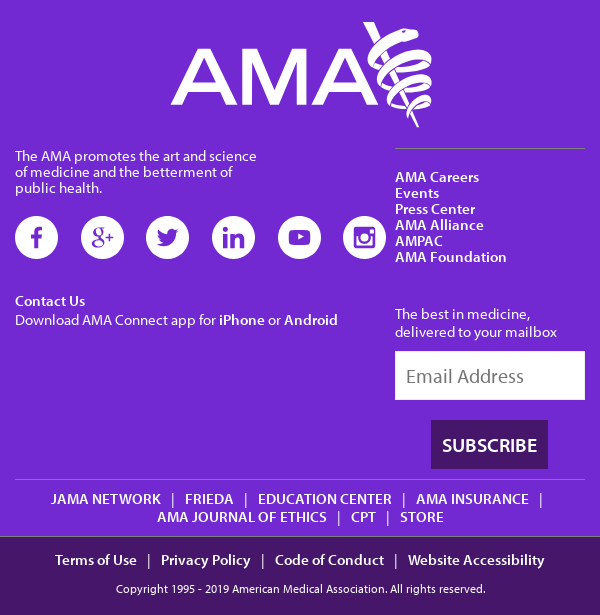 AMA
The AMA promotes the art and science
of medicine and the betterment of
public health.
Contact Us
Download AMA Connect app for iPhone or Android
AMA Careers
Events
Press Center
AMA Alliance
AMPAC
AMA Foundation
The best in medicine,
delivered to your mailbox
Email Address
SUBSCRIBE
JAMA NETWORK | FRIEDA | EDUCATION CENTER | AMA INSURANCE |
AMA JOURNAL OF ETHICS | CPT | STORE
Terms of Use | Privacy Policy | Code of Conduct | Website Accessibility
Copyright 1995 - 2019 American Medical Association. All rights reserved.